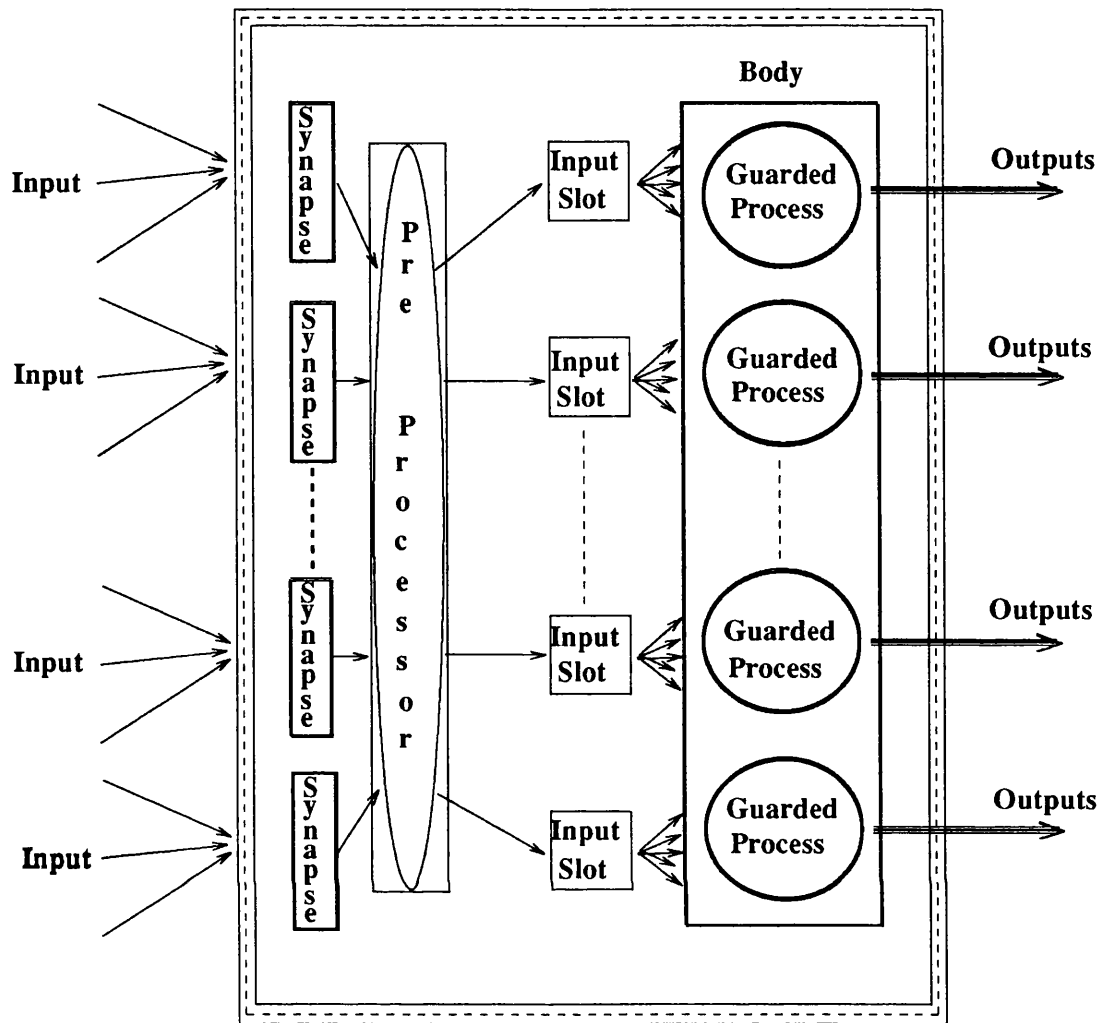 Body
Input
Synapse
Input
Slot
Guarded
Process
Outputs
Input
Synapse
Input
Slot
Guarded
Process
Outputs
Pre
Processor
Input
Synapse
Input
Slot
Guarded
Process
Outputs
Input
Synapse
Input
Slot
Guarded
Process
Outputs